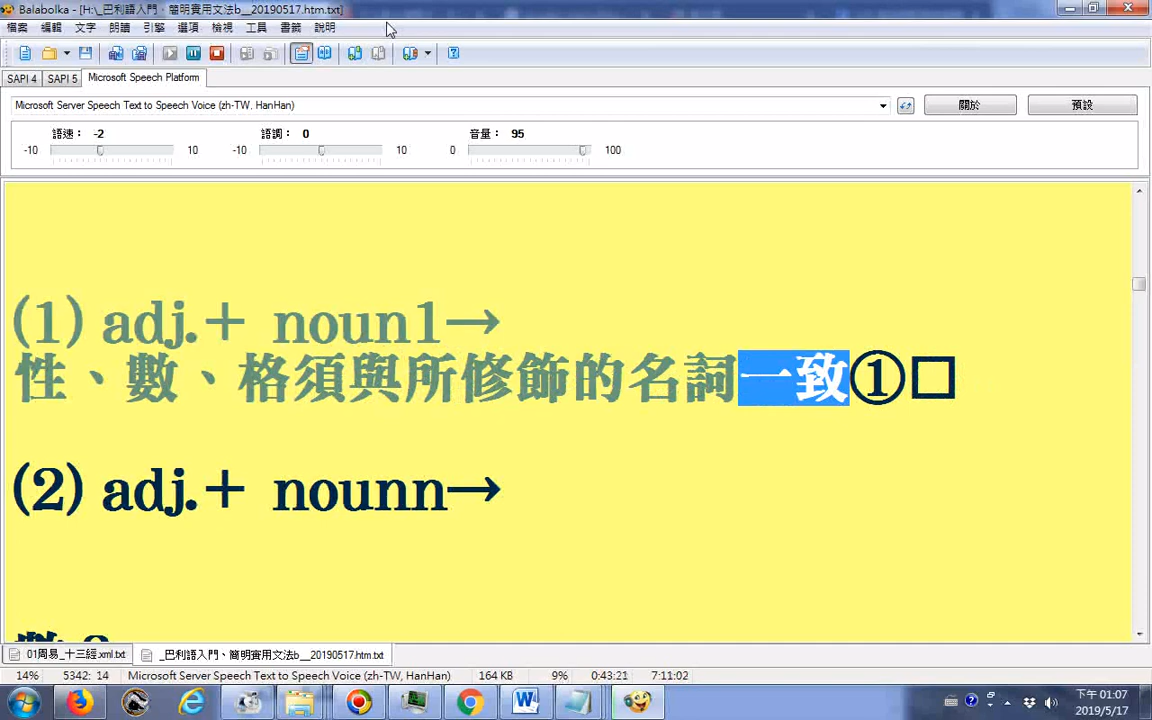 Balabolka - [H:\_巴利語入門、簡明實用文法b__20190517.htm.txt]
檔案 編輯 文字 朗讀 引擎 選項 檢視 工具 書籤 說明
SAPI 4 SAPI 5 Microsoft Speech Platform
Microsoft Server Speech Text to Speech Voice (zh-TW, HanHan) 關於 預設
語速： -2 語調： 0 音量： 95
-10 10 -10 10 0 100
(1) adj.＋ noun1→
性、數、格須與所修飾的名詞一致①□
(2) adj.＋ nounn→
01周易_十三經.xml.txt _巴利語入門、簡明實用文法b__20190517.htm.txt
14% 5342: 14 Microsoft Server Speech Text to Speech Voice (zh-TW, HanHan) 164 KB 9% 0:43:21 7:11:02
下午 01:07
2019/5/17